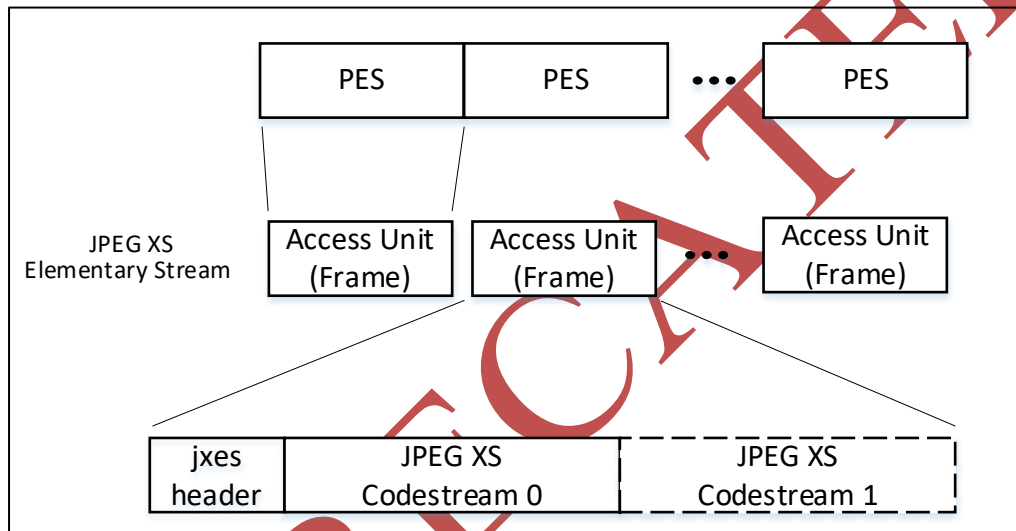 PES PES ••• PES
JPEG XS
Elementary Stream
Access Unit
(Frame)
Access Unit
(Frame)
•••
Access Unit
(Frame)
jxes
header
JPEG XS
Codestream 0
JPEG XS
Codestream 1
RECATE